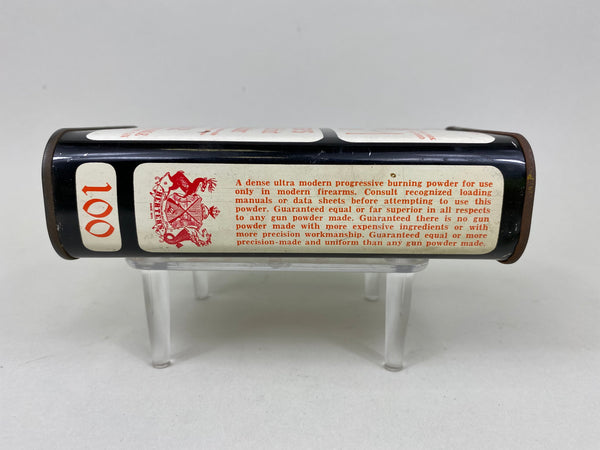 100
HERTER'S
A dense ultra modern progressive burning powder for use
only in modern firearms. Consult recognized loading
manuals or data sheets before attempting to use this
powder. Guaranteed equal or far superior in all respects
to any gun powder made. Guaranteed there is no gun
powder made with more expensive ingredients or with
more precision workmanship. Guaranteed equal or more
precision-made and uniform than any gun powder made.